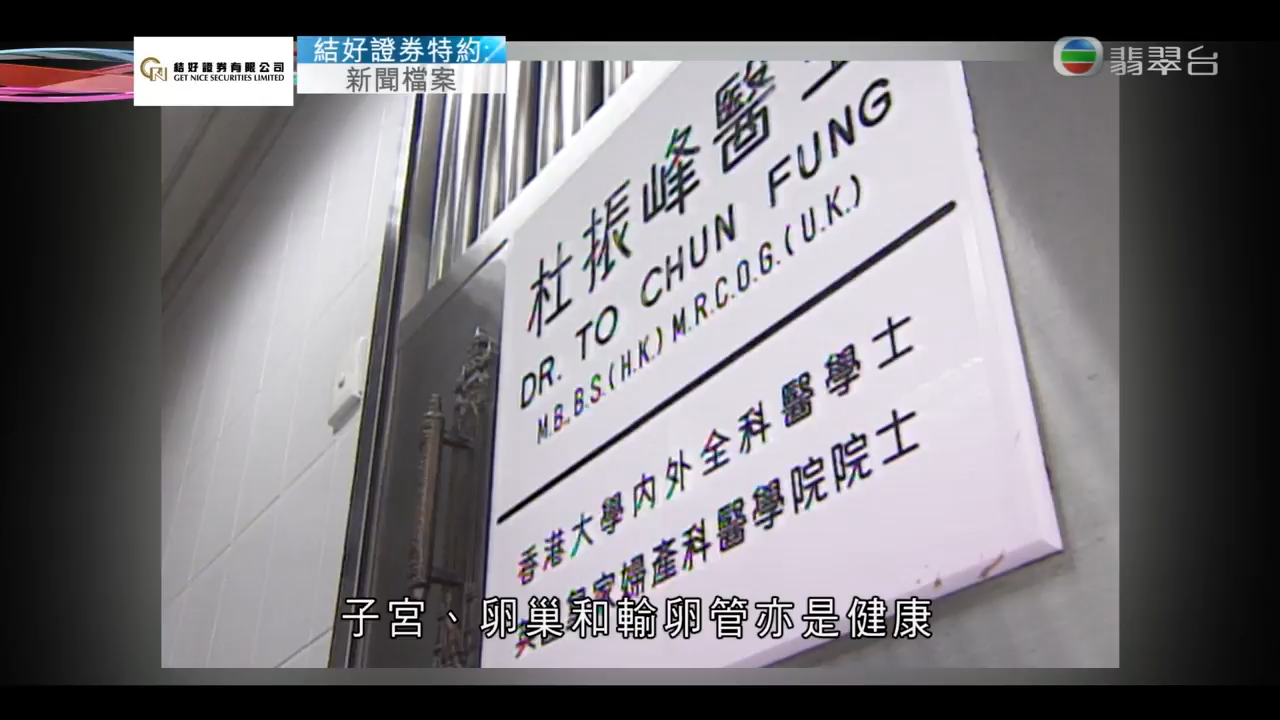 結好證券有限公司
GET NICE SECURITIES LIMITED
結好證券特約:
新聞檔案
翡翠台
杜振峰醫
DR. TO CHUN FUNG
M.B.,B.S.(H.K.) M.R.C.O.G.(U.K.)
香港大學內外全科醫學士
皇家婦產科醫學院院士
子宮、卵巢和輸卵管亦是健康